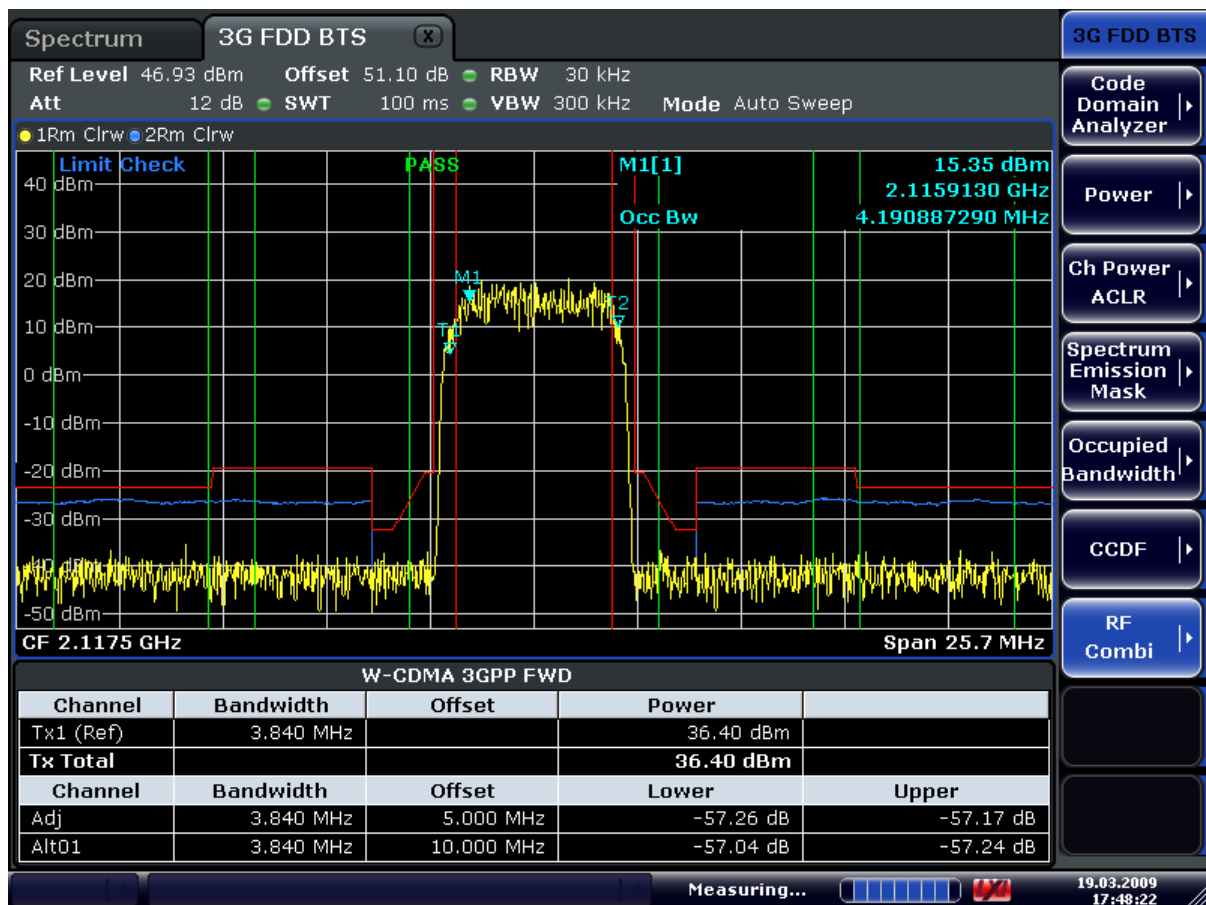 Spectrum 3G FDD BTS X
Ref Level 46.93 dBm Offset 51.10 dB RBW 30 kHz
Att 12 dB SWT 100 ms VBW 300 kHz Mode Auto Sweep
1Rm Clrw 2Rm Clrw
Limit Check PASS M1[1] 15.35 dBm
2.1159130 GHz
Occ Bw 4.190887290 MHz
40 dBm
30 dBm
20 dBm
10 dBm
0 dBm
-10 dBm
-20 dBm
-30 dBm
-40 dBm
-50 dBm
M1
T1
T2
CF 2.1175 GHz Span 25.7 MHz
W-CDMA 3GPP FWD
Channel Bandwidth Offset Power
Tx1 (Ref) 3.840 MHz 36.40 dBm
Tx Total 36.40 dBm
Channel Bandwidth Offset Lower Upper
Adj 3.840 MHz 5.000 MHz -57.26 dB -57.17 dB
Alt01 3.840 MHz 10.000 MHz -57.04 dB -57.24 dB
Measuring...
19.03.2009
17:48:22
3G FDD BTS
Code
Domain
Analyzer
Power
Ch Power
ACLR
Spectrum
Emission
Mask
Occupied
Bandwidth
CCDF
RF
Combi